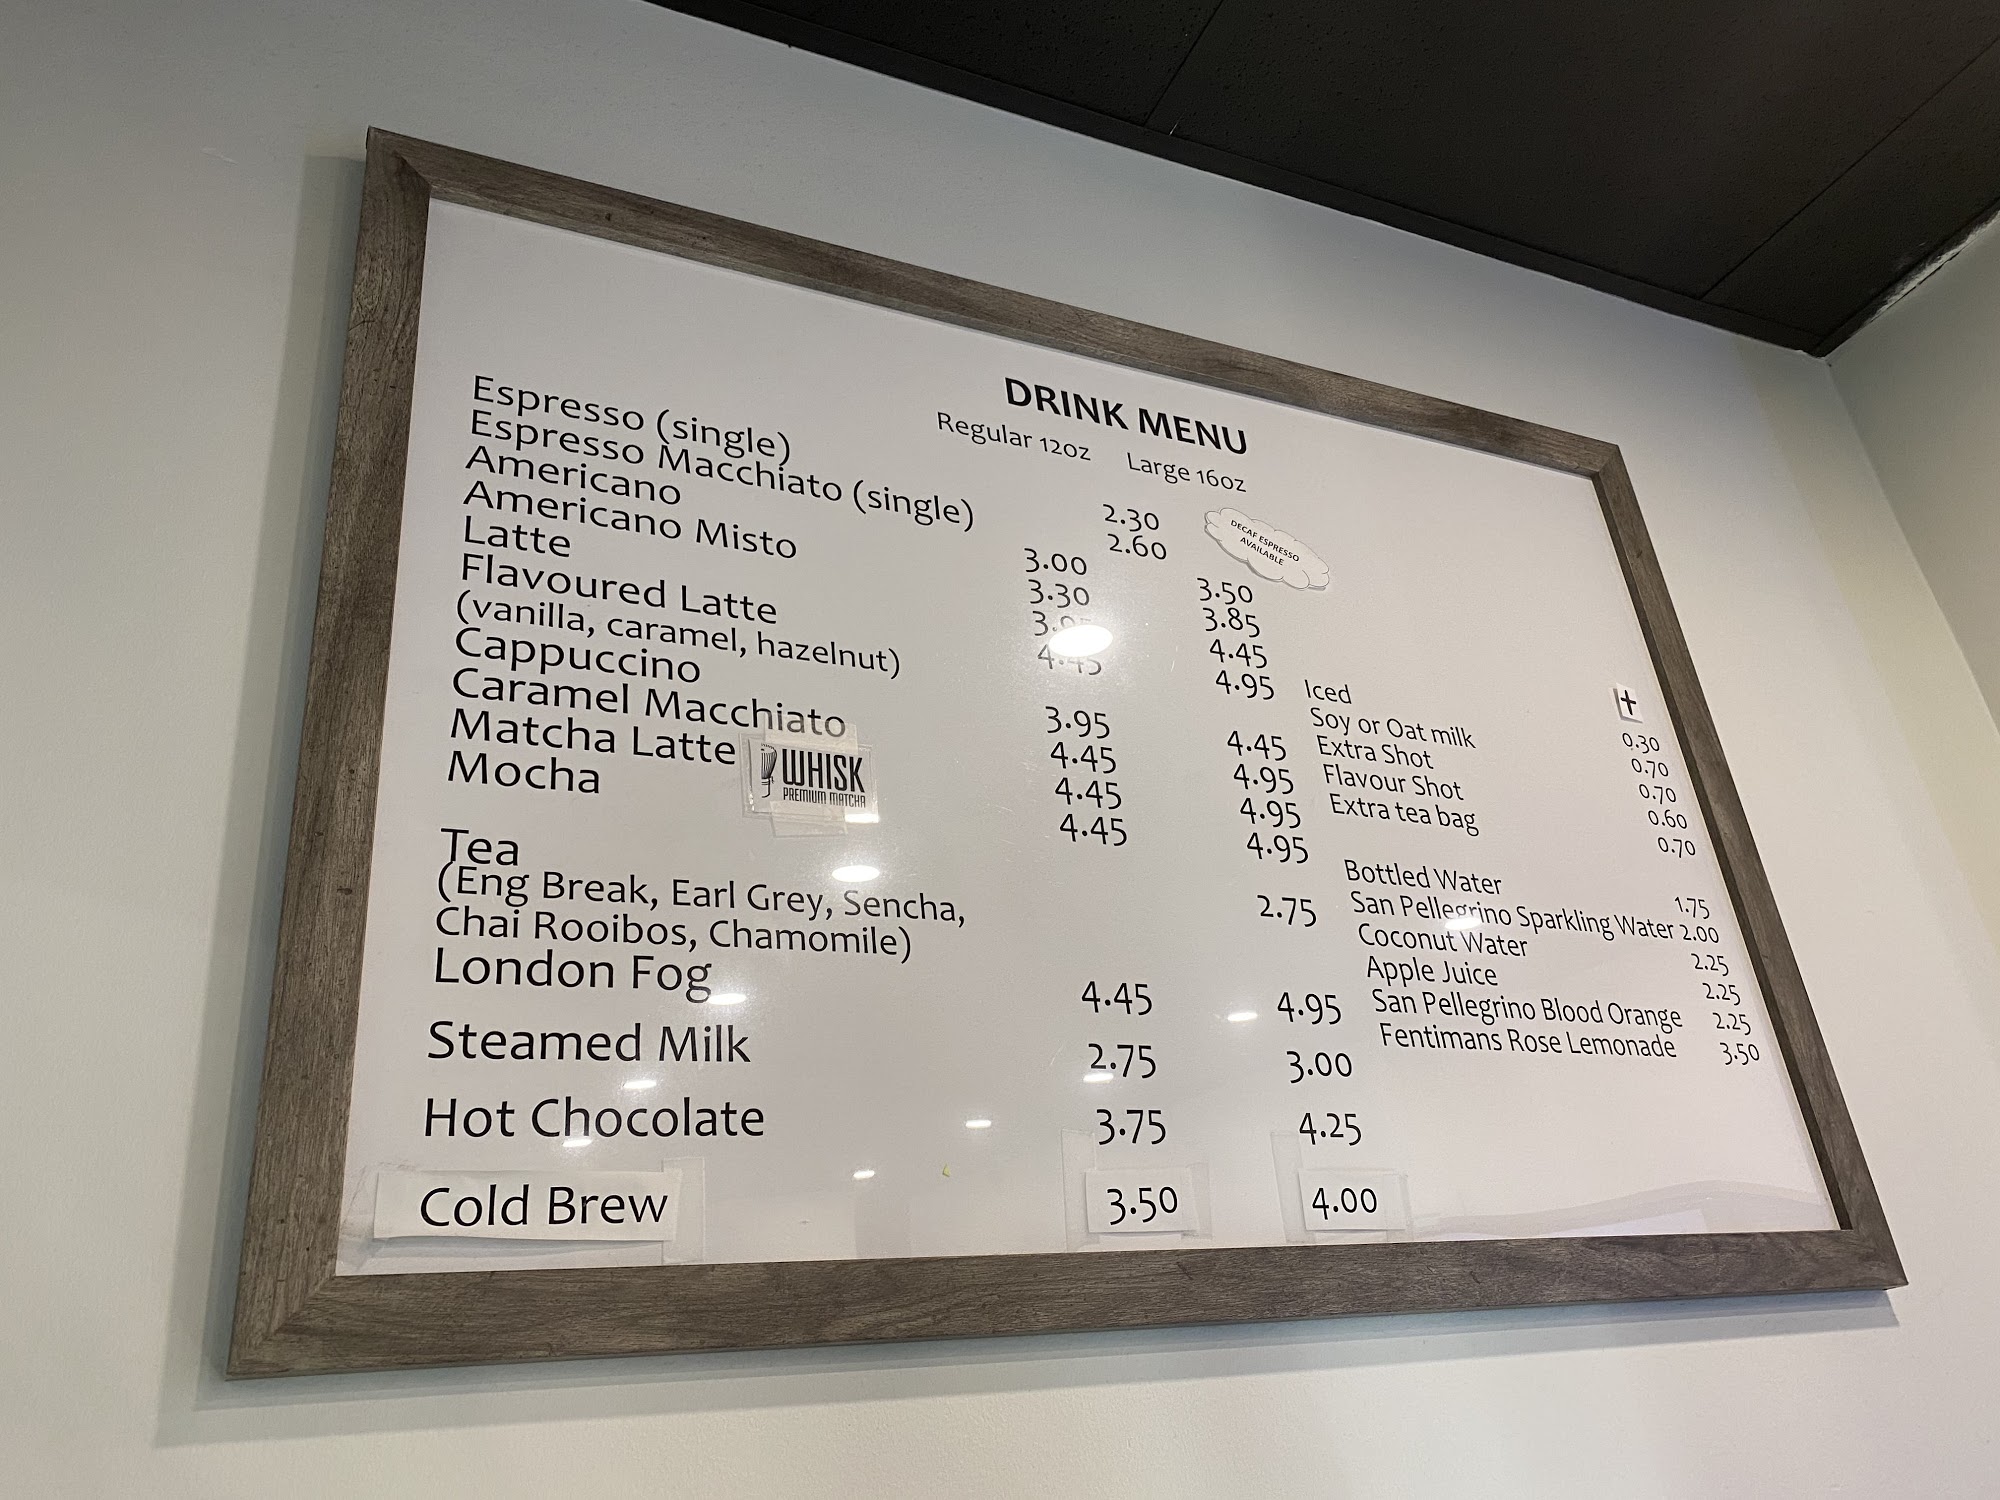 DRINK MENU
Regular 12oz Large 16oz
Espresso (single) 2.30
Espresso Macchiato (single) 2.60
DECAF ESPRESSO
AVAILABLE
Americano 3.00 3.50
Americano Misto 3.30 3.85
Latte 4.45
Flavoured Latte 4.45 4.95
(vanilla, caramel, hazelnut)
Cappuccino 3.95 4.45
Caramel Macchiato 4.45 4.95
Matcha Latte 4.45 4.95
WHISK
PREMIUM MATCHA
Mocha 4.45 4.95
Tea 2.75
(Eng Break, Earl Grey, Sencha,
Chai Rooibos, Chamomile)
London Fog 4.45 4.95
Steamed Milk 2.75 3.00
Hot Chocolate 3.75 4.25
Cold Brew 3.50 4.00
Iced 0.30
Soy or Oat milk 0.70
Extra Shot 0.70
Flavour Shot 0.60
Extra tea bag 0.70
Bottled Water 1.75
San Pellegrino Sparkling Water 2.00
Coconut Water 2.25
Apple Juice 2.25
San Pellegrino Blood Orange 2.25
Fentimans Rose Lemonade 3.50